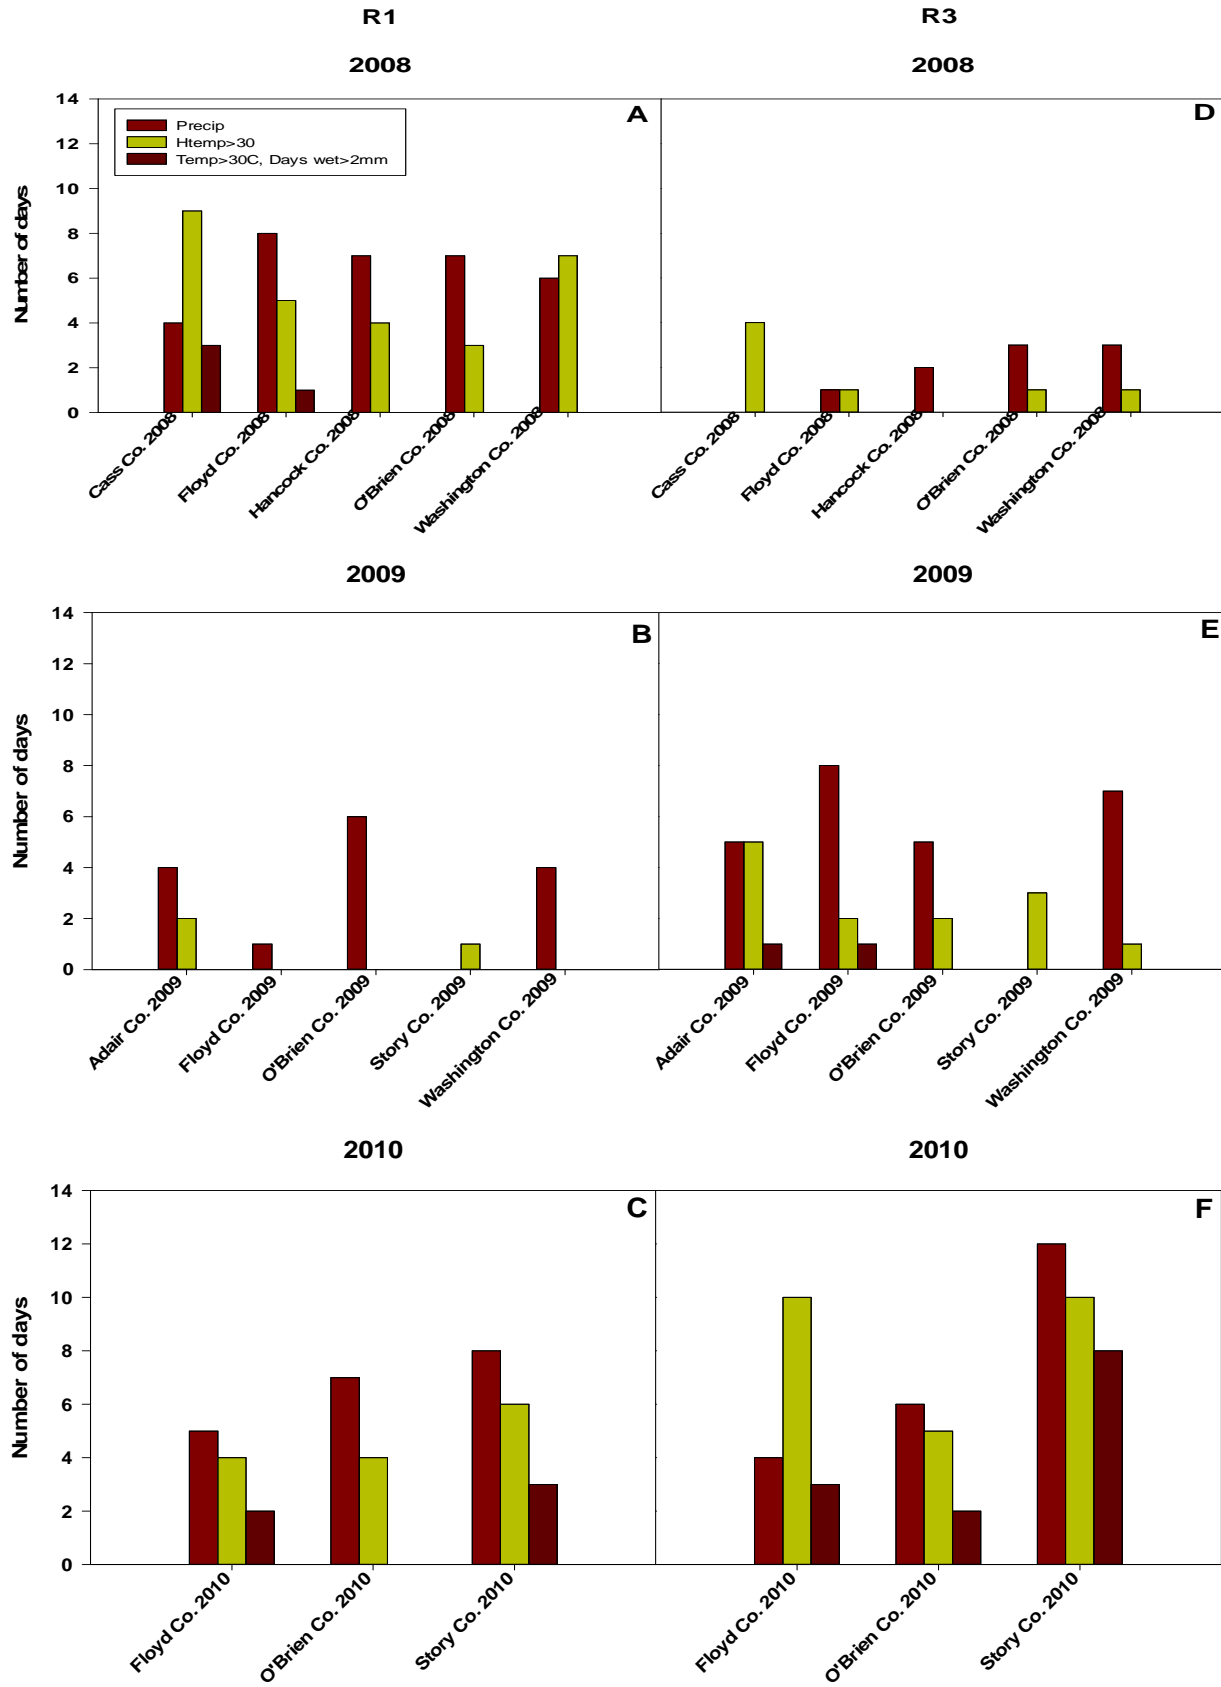 R1
R3
2008
2008
14
12
10
8
6
4
2
0
Number of days
Precip
Htemp>30
Temp>30C, Days wet>2mm
A
D
Cass Co. 2008
Floyd Co. 2008
Hancock Co. 2008
O'Brien Co. 2008
Washington Co. 2008
Cass Co. 2008
Floyd Co. 2008
Hancock Co. 2008
O'Brien Co. 2008
Washington Co. 2008
2009
2009
14
12
10
8
6
4
2
0
Number of days
B
E
Adair Co. 2009
Floyd Co. 2009
O'Brien Co. 2009
Story Co. 2009
Washington Co. 2009
Adair Co. 2009
Floyd Co. 2009
O'Brien Co. 2009
Story Co. 2009
Washington Co. 2009
2010
2010
14
12
10
8
6
4
2
0
Number of days
C
F
Floyd Co. 2010
O'Brien Co. 2010
Story Co. 2010
Floyd Co. 2010
O'Brien Co. 2010
Story Co. 2010